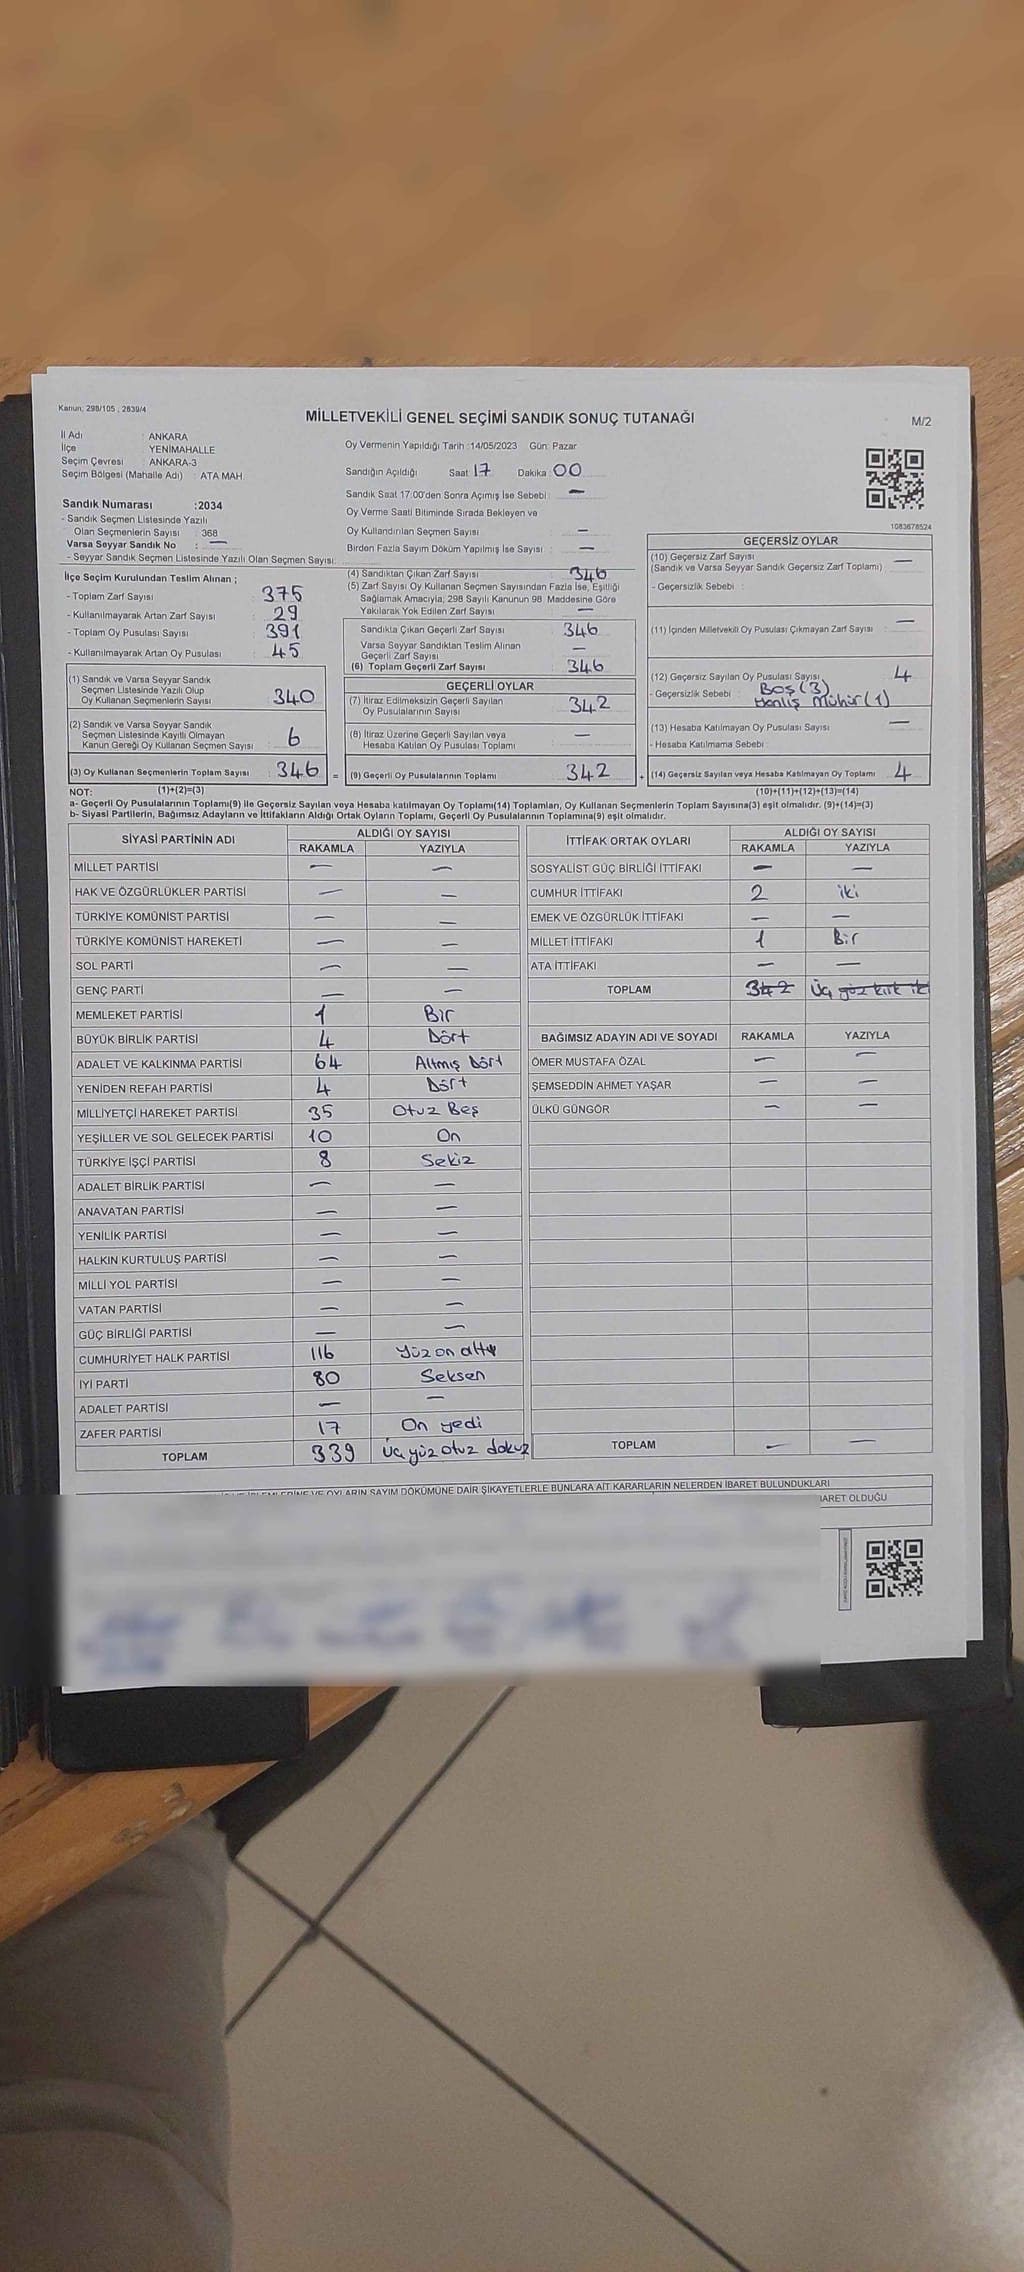 Kanun; 298/105 , 2839/4
MİLLETVEKİLİ GENEL SEÇİMİ SANDIK SONUÇ TUTANAĞI
M/2
İl Adı : ANKARA
İlçe YENİMAHALLE
Seçim Çevresi : ANKARA-3
Seçim Bölgesi (Mahalle Adı) : ATA MAH
Sandık Numarası :2034
- Sandık Seçmen Listesinde Yazılı
Olan Seçmenlerin Sayısı : 368
Varsa Seyyar Sandık No : —
- Seyyar Sandık Seçmen Listesinde Yazılı Olan Seçmen Sayısı:
Oy Vermenin Yapıldığı Tarih :14/05/2023 Gün: Pazar
Sandığın Açıldığı Saat 17 Dakika 00
Sandık Saat 17:00'den Sonra Açımış İse Sebebi : —
Oy Verme Saati Bitiminde Sırada Bekleyen ve
Oy Kullandırılan Seçmen Sayısı —
Birden Fazla Sayım Döküm Yapılmış İse Sayısı : —
1083678524
İlçe Seçim Kurulundan Teslim Alınan ;
- Toplam Zarf Sayısı : 375
- Kullanılmayarak Artan Zarf Sayısı : 29
- Toplam Oy Pusulası Sayısı : 391
- Kullanılmayarak Artan Oy Pusulası : 45
(1) Sandık ve Varsa Seyyar Sandık
Seçmen Listesinde Yazılı Olup
Oy Kullanan Seçmenlerin Sayısı : 340
(2) Sandık ve Varsa Seyyar Sandık
Seçmen Listesinde Kayıtlı Olmayan
Kanun Gereği Oy Kullanan Seçmen Sayısı : 6
(3) Oy Kullanan Seçmenlerin Toplam Sayısı : 346 =
(4) Sandıktan Çıkan Zarf Sayısı : 346
(5) Zarf Sayısı Oy Kullanan Seçmen Sayısından Fazla İse, Eşitliği
Sağlamak Amacıyla; 298 Sayılı Kanunun 98. Maddesine Göre
Yakılarak Yok Edilen Zarf Sayısı —
Sandıkta Çıkan Geçerli Zarf Sayısı 346
Varsa Seyyar Sandıktan Teslim Alınan
Geçerli Zarf Sayısı —
(6) Toplam Geçerli Zarf Sayısı 346
GEÇERLİ OYLAR
(7) İtiraz Edilmeksizin Geçerli Sayılan
Oy Pusulalarının Sayısı : 342
(8) İtiraz Üzerine Geçerli Sayılan veya
Hesaba Katılan Oy Pusulası Toplamı : —
(9) Geçerli Oy Pusulalarının Toplamı : 342 +
GEÇERSİZ OYLAR
(10) Geçersiz Zarf Sayısı
(Sandık ve Varsa Seyyar Sandık Geçersiz Zarf Toplamı) : —
- Geçersizlik Sebebi :
(11) İçinden Milletvekili Oy Pusulası Çıkmayan Zarf Sayısı : —
(12) Geçersiz Sayılan Oy Pusulası Sayısı : 4
- Geçersizlik Sebebi : Boş (3)
Yanlış Mühür (1)
(13) Hesaba Katılmayan Oy Pusulası Sayısı : —
- Hesaba Katılmama Sebebi :
(14) Geçersiz Sayılan veya Hesaba Katılmayan Oy Toplamı : 4
NOT: (1)+(2)=(3) (10)+(11)+(12)+(13)=(14)
a- Geçerli Oy Pusulalarının Toplamı(9) ile Geçersiz Sayılan veya Hesaba katılmayan Oy Toplamı(14) Toplamları, Oy Kullanan Seçmenlerin Toplam Sayısına(3) eşit olmalıdır. (9)+(14)=(3)
b- Siyasi Partilerin, Bağımsız Adayların ve İttifakların Aldığı Ortak Oyların Toplamı, Geçerli Oy Pusulalarının Toplamına(9) eşit olmalıdır.
SİYASİ PARTİNİN ADI ALDIĞI OY SAYISI
RAKAMLA YAZIYLA
MİLLET PARTİSİ — —
HAK VE ÖZGÜRLÜKLER PARTİSİ — —
TÜRKİYE KOMÜNİST PARTİSİ — —
TÜRKİYE KOMÜNİST HAREKETİ — —
SOL PARTİ — —
GENÇ PARTİ — —
MEMLEKET PARTİSİ 1 Bir
BÜYÜK BİRLİK PARTİSİ 4 Dört
ADALET VE KALKINMA PARTİSİ 64 Altmış Dört
YENİDEN REFAH PARTİSİ 4 Dört
MİLLİYETÇİ HAREKET PARTİSİ 35 Otuz Beş
YEŞİLLER VE SOL GELECEK PARTİSİ 10 On
TÜRKİYE İŞÇİ PARTİSİ 8 Sekiz
ADALET BİRLİK PARTİSİ — —
ANAVATAN PARTİSİ — —
YENİLİK PARTİSİ — —
HALKIN KURTULUŞ PARTİSİ — —
MİLLİ YOL PARTİSİ — —
VATAN PARTİSİ — —
GÜÇ BİRLİĞİ PARTİSİ — —
CUMHURİYET HALK PARTİSİ 116 Yüz on altı
İYİ PARTİ 80 Seksen
ADALET PARTİSİ — —
ZAFER PARTİSİ 17 On yedi
TOPLAM 339 Üç yüz otuz dokuz
İTTİFAK ORTAK OYLARI ALDIĞI OY SAYISI
RAKAMLA YAZIYLA
SOSYALİST GÜÇ BİRLİĞİ İTTİFAKI — —
CUMHUR İTTİFAKI 2 iki
EMEK VE ÖZGÜRLÜK İTTİFAKI — —
MİLLET İTTİFAKI 1 Bir
ATA İTTİFAKI — —
TOPLAM 342 Üç yüz kırk iki
BAĞIMSIZ ADAYIN ADI VE SOYADI RAKAMLA YAZIYLA
ÖMER MUSTAFA ÖZAL — —
ŞEMSEDDİN AHMET YAŞAR — —
ÜLKÜ GÜNGÖR — —
TOPLAM — —
VE OYLARIN SAYIM DÖKÜMÜNE DAİR ŞİKAYETLERLE BUNLARA AİT KARARLARIN NELERDEN İBARET BULUNDUKLARI
OLDUĞU